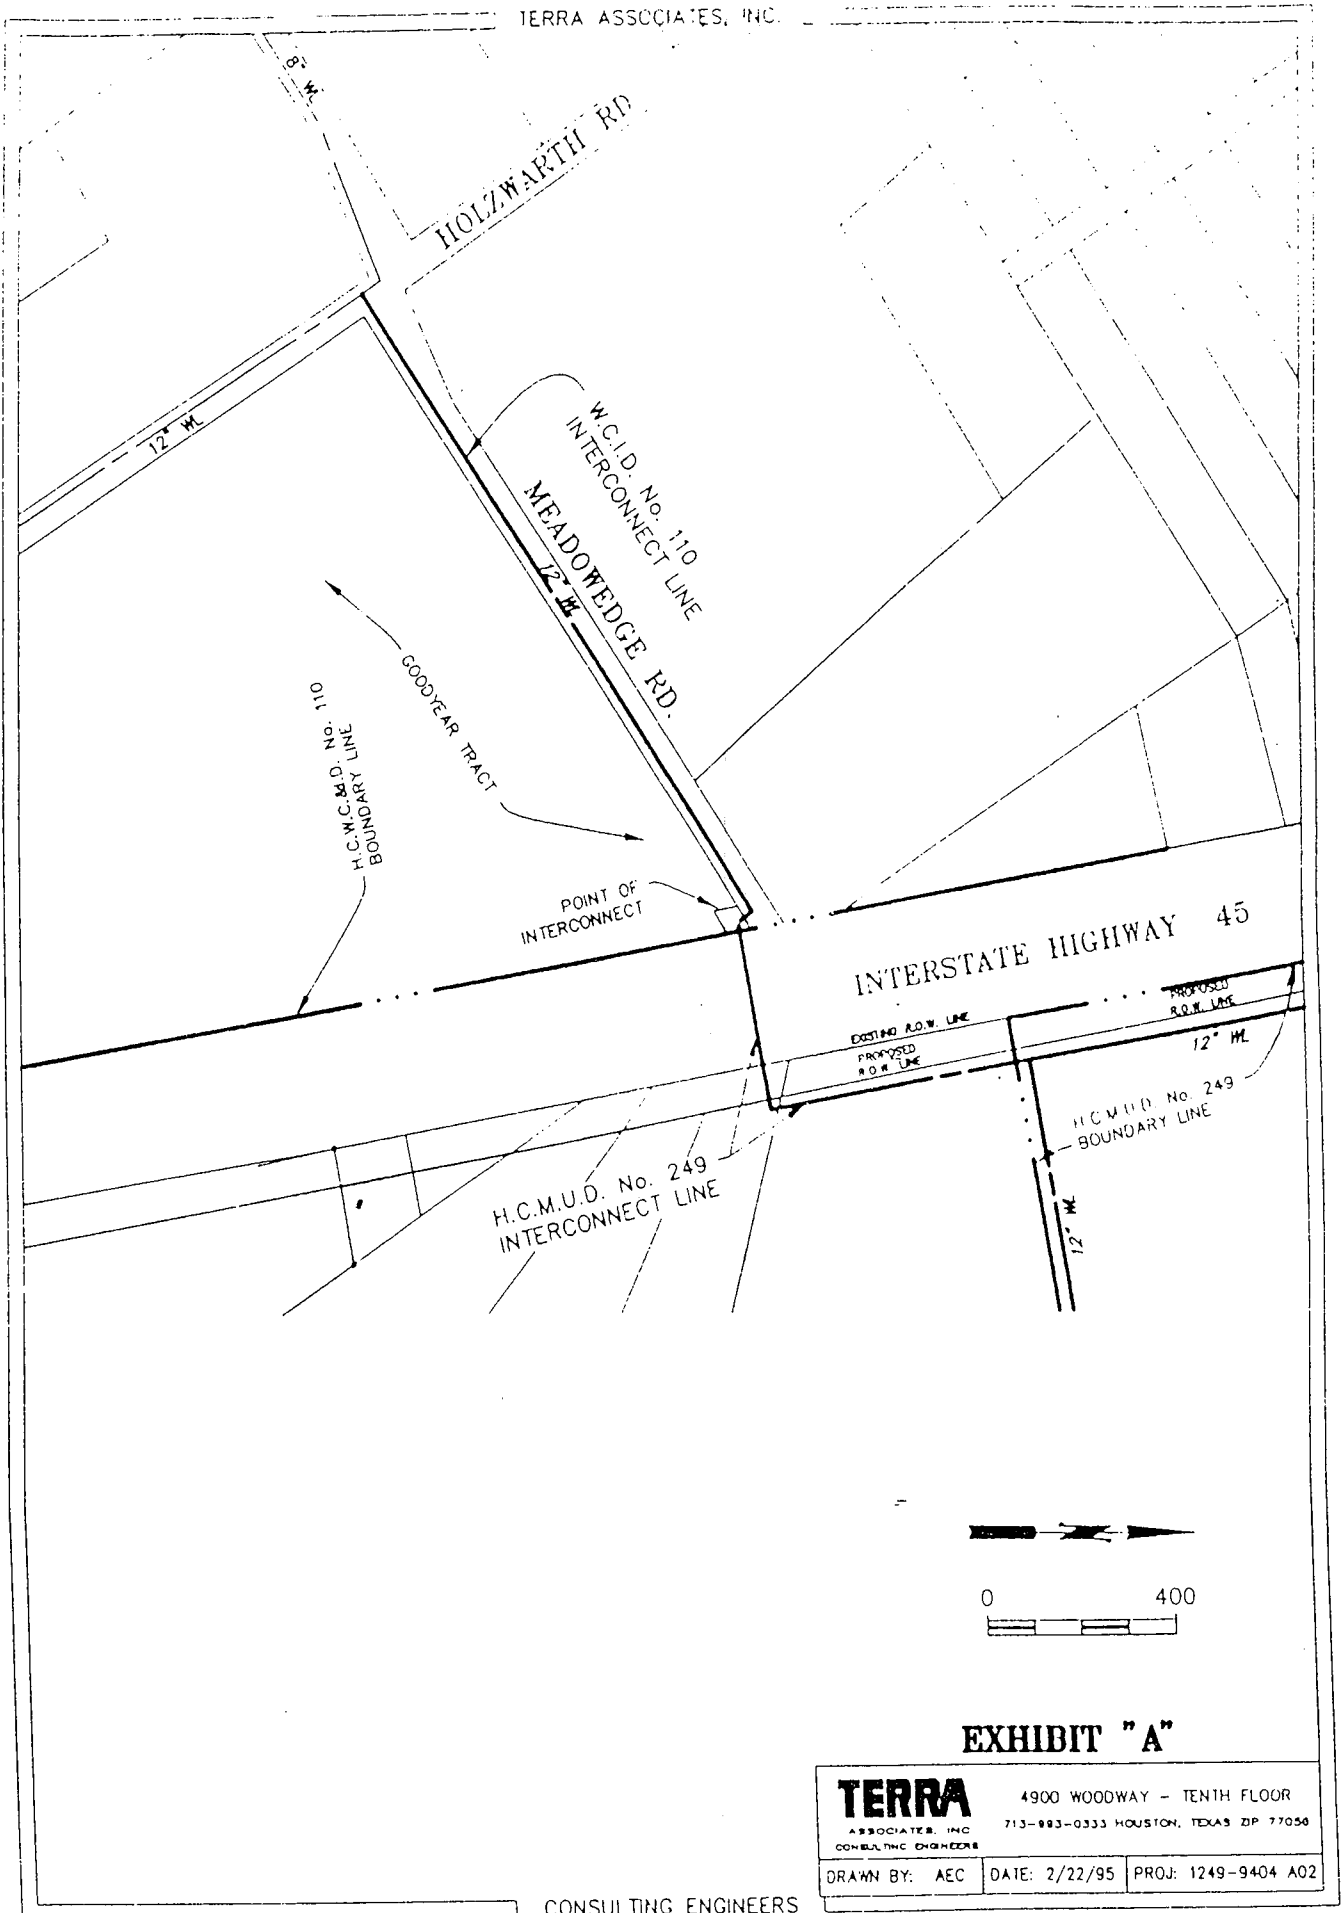 TERRA ASSOCIATES, INC.
8" WL
HOLZWARTH RD
12" WL
W.C.I.D. No. 110
INTERCONNECT LINE
MEADOWEDGE RD.
12" WL
GOODYEAR TRACT
H.C.W.C.&I.D. No. 110
BOUNDARY LINE
POINT OF
INTERCONNECT
INTERSTATE HIGHWAY 45
EXISTING R.O.W. LINE
PROPOSED
R.O.W. LINE
PROPOSED
R.O.W. LINE
12" WL
H.C.M.U.D. No. 249
BOUNDARY LINE
H.C.M.U.D. No. 249
INTERCONNECT LINE
12" WL
N
0 400
EXHIBIT "A"
TERRA
ASSOCIATES, INC
CONSULTING ENGINEERS
4900 WOODWAY - TENTH FLOOR
713-993-0333 HOUSTON, TEXAS ZIP 77056
DRAWN BY: AEC
DATE: 2/22/95
PROJ: 1249-9404 A02
CONSULTING ENGINEERS